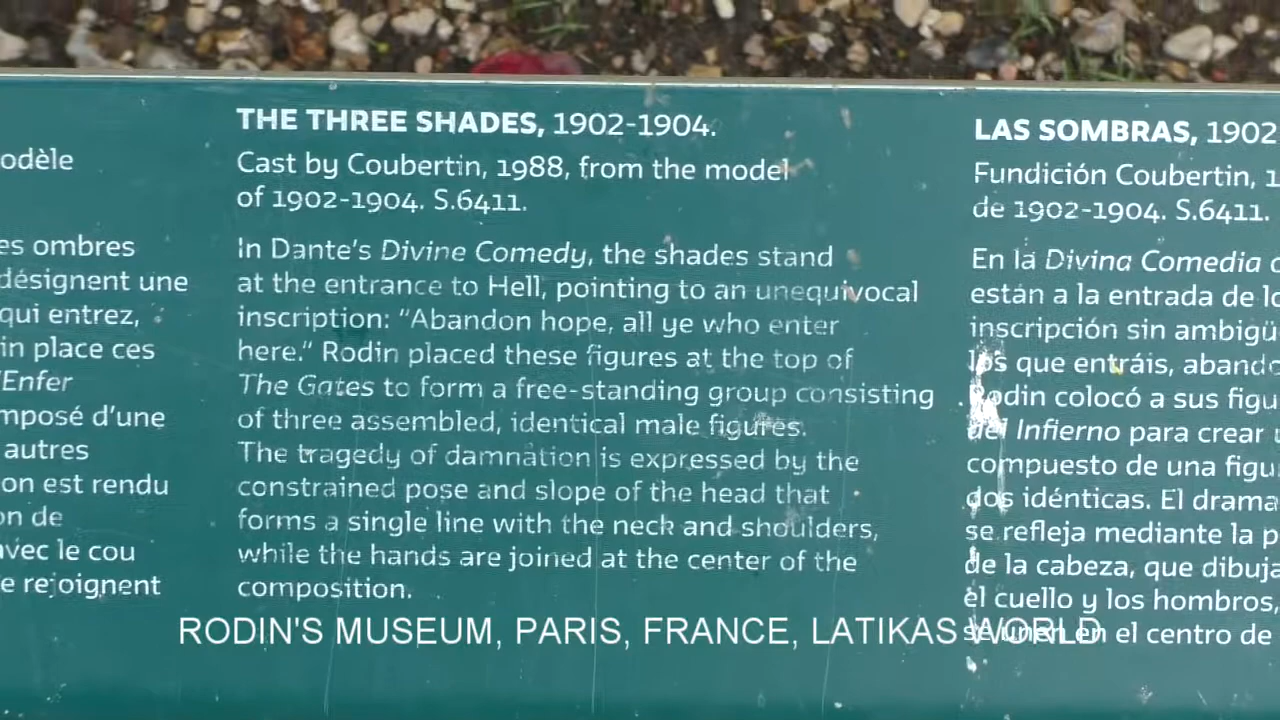 odèle
es ombres
désignent une
qui entrez,
in place ces
'Enfer
mposé d'une
autres
on est rendu
on de
avec le cou
e rejoignent
THE THREE SHADES, 1902-1904.
Cast by Coubertin, 1988, from the model
of 1902-1904. S.6411.
In Dante's Divine Comedy, the shades stand
at the entrance to Hell, pointing to an unequivocal
inscription: “Abandon hope, all ye who enter
here.” Rodin placed these figures at the top of
The Gates to form a free-standing group consisting
of three assembled, identical male figures.
The tragedy of damnation is expressed by the
constrained pose and slope of the head that
forms a single line with the neck and shoulders,
while the hands are joined at the center of the
composition.
LAS SOMBRAS, 1902
Fundición Coubertin, 1
de 1902-1904. S.6411.
En la Divina Comedia d
están a la entrada de lo
inscripción sin ambigü
los que entráis, abando
Rodin colocó a sus figu
del Infierno para crear u
compuesto de una figu
dos idénticas. El drama
se refleja mediante la p
de la cabeza, que dibuja
el cuello y los hombros,
se unen en el centro de
RODIN'S MUSEUM, PARIS, FRANCE, LATIKAS WORLD